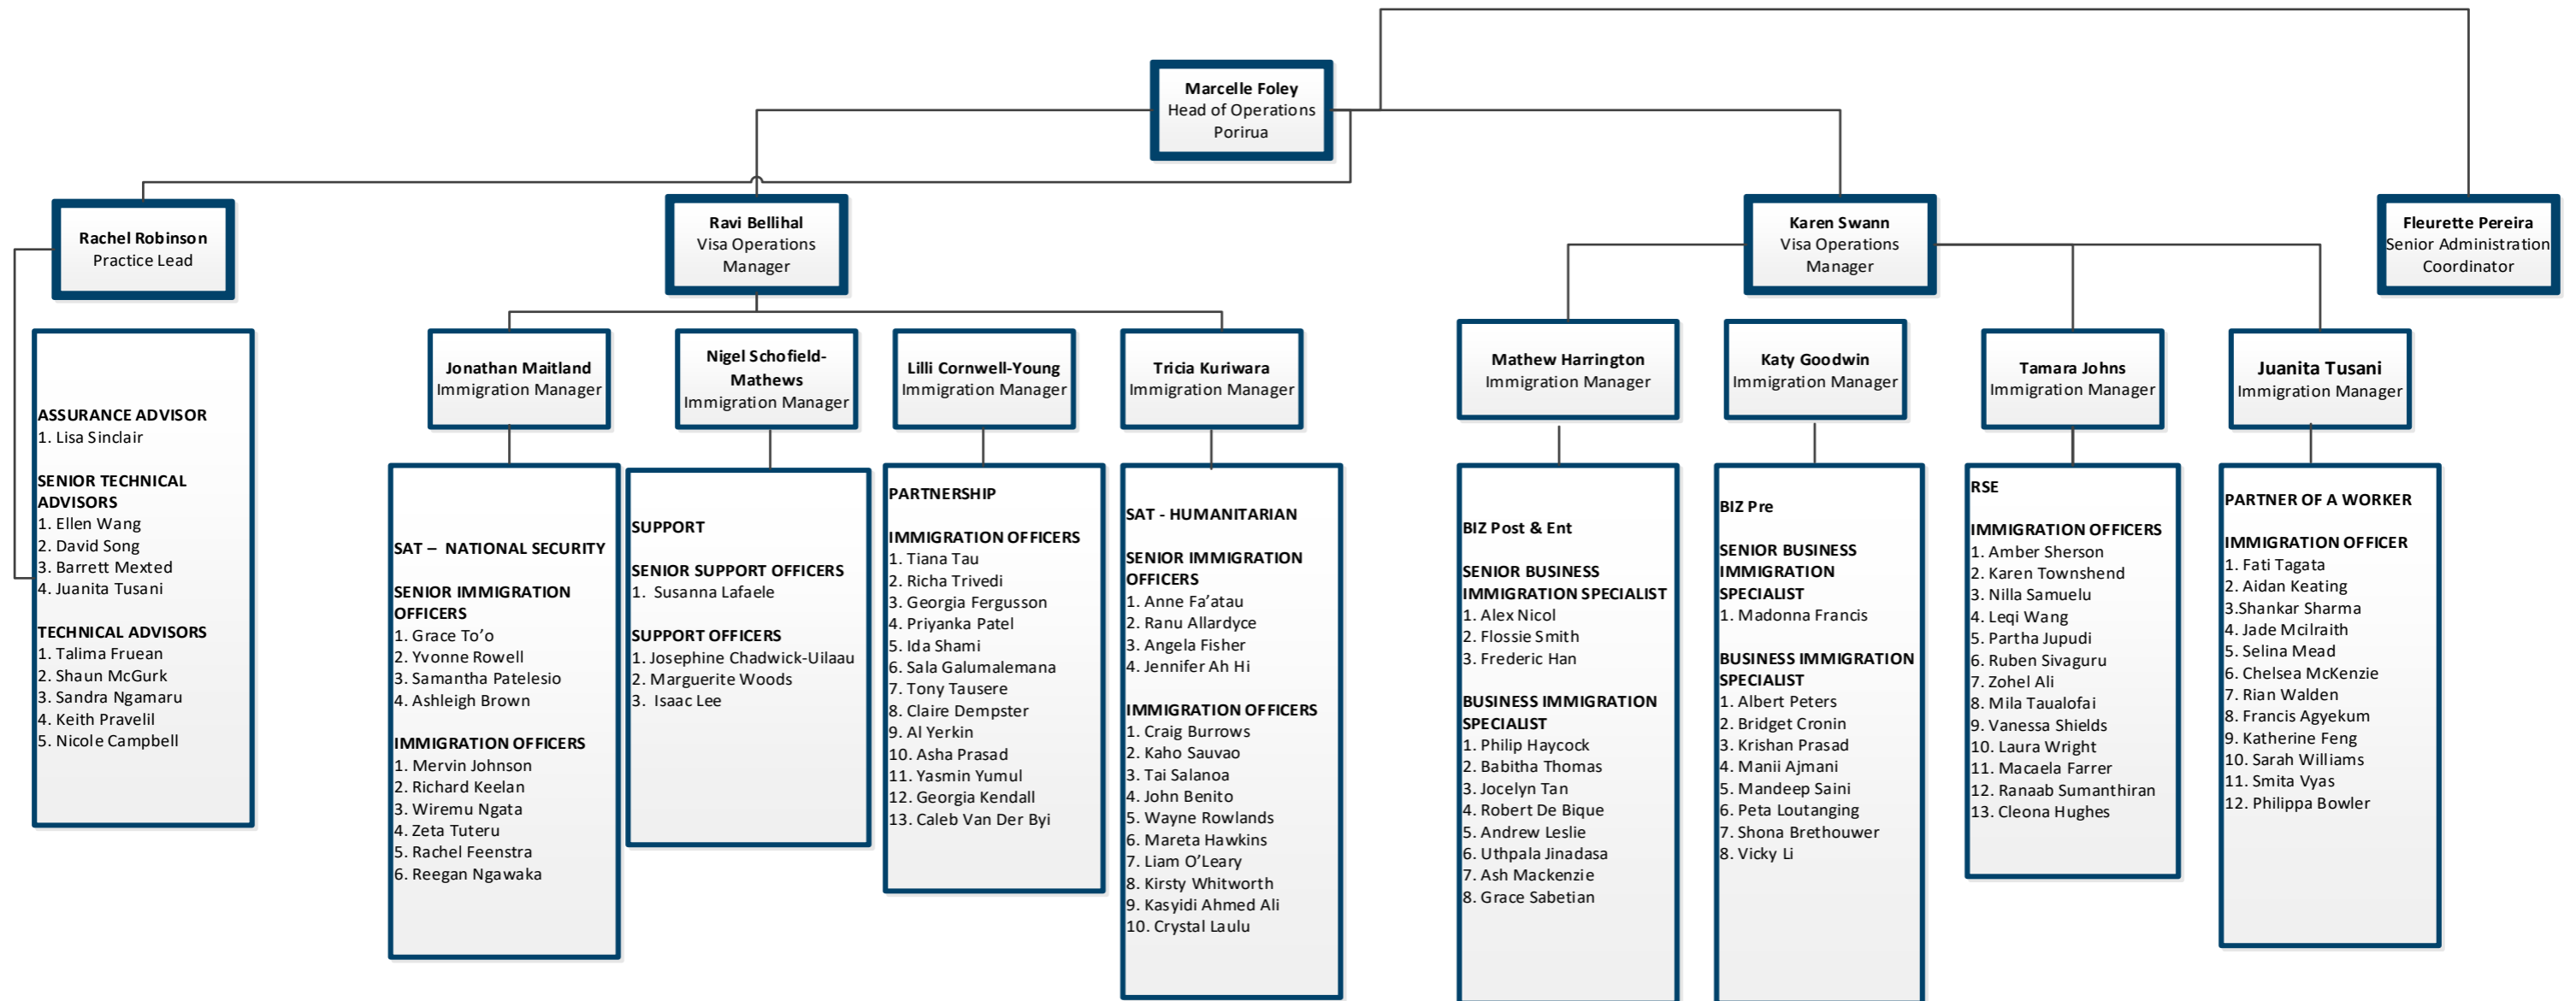 Marcelle Foley
Head of Operations
Porirua
Rachel Robinson
Practice Lead
Ravi Bellihal
Visa Operations
Manager
Karen Swann
Visa Operations
Manager
Fleurette Pereira
Senior Administration
Coordinator
ASSURANCE ADVISOR
1. Lisa Sinclair
SENIOR TECHNICAL
ADVISORS
1. Ellen Wang
2. David Song
3. Barrett Mexted
4. Juanita Tusani
TECHNICAL ADVISORS
1. Talima Fruean
2. Shaun McGurk
3. Sandra Ngamaru
4. Keith Pravelil
5. Nicole Campbell
Jonathan Maitland
Immigration Manager
Nigel Schofield-
Mathews
Immigration Manager
Lilli Cornwell-Young
Immigration Manager
Tricia Kuriwara
Immigration Manager
Mathew Harrington
Immigration Manager
Katy Goodwin
Immigration Manager
Tamara Johns
Immigration Manager
Juanita Tusani
Immigration Manager
SAT – NATIONAL SECURITY
SENIOR IMMIGRATION
OFFICERS
1. Grace To’o
2. Yvonne Rowell
3. Samantha Patelesio
4. Ashleigh Brown
IMMIGRATION OFFICERS
1. Mervin Johnson
2. Richard Keelan
3. Wiremu Ngata
4. Zeta Tuteru
5. Rachel Feenstra
6. Reegan Ngawaka
SUPPORT
SENIOR SUPPORT OFFICERS
1. Susanna Lafaele
SUPPORT OFFICERS
1. Josephine Chadwick-Uilaau
2. Marguerite Woods
3. Isaac Lee
PARTNERSHIP
IMMIGRATION OFFICERS
1. Tiana Tau
2. Richa Trivedi
3. Georgia Fergusson
4. Priyanka Patel
5. Ida Shami
6. Sala Galumalemana
7. Tony Tausere
8. Claire Dempster
9. Al Yerkin
10. Asha Prasad
11. Yasmin Yumul
12. Georgia Kendall
13. Caleb Van Der Byi
SAT - HUMANITARIAN
SENIOR IMMIGRATION
OFFICERS
1. Anne Fa’atau
2. Ranu Allardyce
3. Angela Fisher
4. Jennifer Ah Hi
IMMIGRATION OFFICERS
1. Craig Burrows
2. Kaho Sauvao
3. Tai Salanoa
4. John Benito
5. Wayne Rowlands
6. Mareta Hawkins
7. Liam O’Leary
8. Kirsty Whitworth
9. Kasyidi Ahmed Ali
10. Crystal Laulu
BIZ Post & Ent
SENIOR BUSINESS
IMMIGRATION SPECIALIST
1. Alex Nicol
2. Flossie Smith
3. Frederic Han
BUSINESS IMMIGRATION
SPECIALIST
1. Philip Haycock
2. Babitha Thomas
3. Jocelyn Tan
4. Robert De Bique
5. Andrew Leslie
6. Uthpala Jinadasa
7. Ash Mackenzie
8. Grace Sabetian
BIZ Pre
SENIOR BUSINESS
IMMIGRATION
SPECIALIST
1. Madonna Francis
BUSINESS IMMIGRATION
SPECIALIST
1. Albert Peters
2. Bridget Cronin
3. Krishan Prasad
4. Manii Ajmani
5. Mandeep Saini
6. Peta Loutanging
7. Shona Brethouwer
8. Vicky Li
RSE
IMMIGRATION OFFICERS
1. Amber Sherson
2. Karen Townshend
3. Nilla Samuelu
4. Leqi Wang
5. Partha Jupudi
6. Ruben Sivaguru
7. Zohel Ali
8. Mila Taualofai
9. Vanessa Shields
10. Laura Wright
11. Macaela Farrer
12. Ranaab Sumanthiran
13. Cleona Hughes
PARTNER OF A WORKER
IMMIGRATION OFFICER
1. Fati Tagata
2. Aidan Keating
3.Shankar Sharma
4. Jade Mcilraith
5. Selina Mead
6. Chelsea McKenzie
7. Rian Walden
8. Francis Agyekum
9. Katherine Feng
10. Sarah Williams
11. Smita Vyas
12. Philippa Bowler